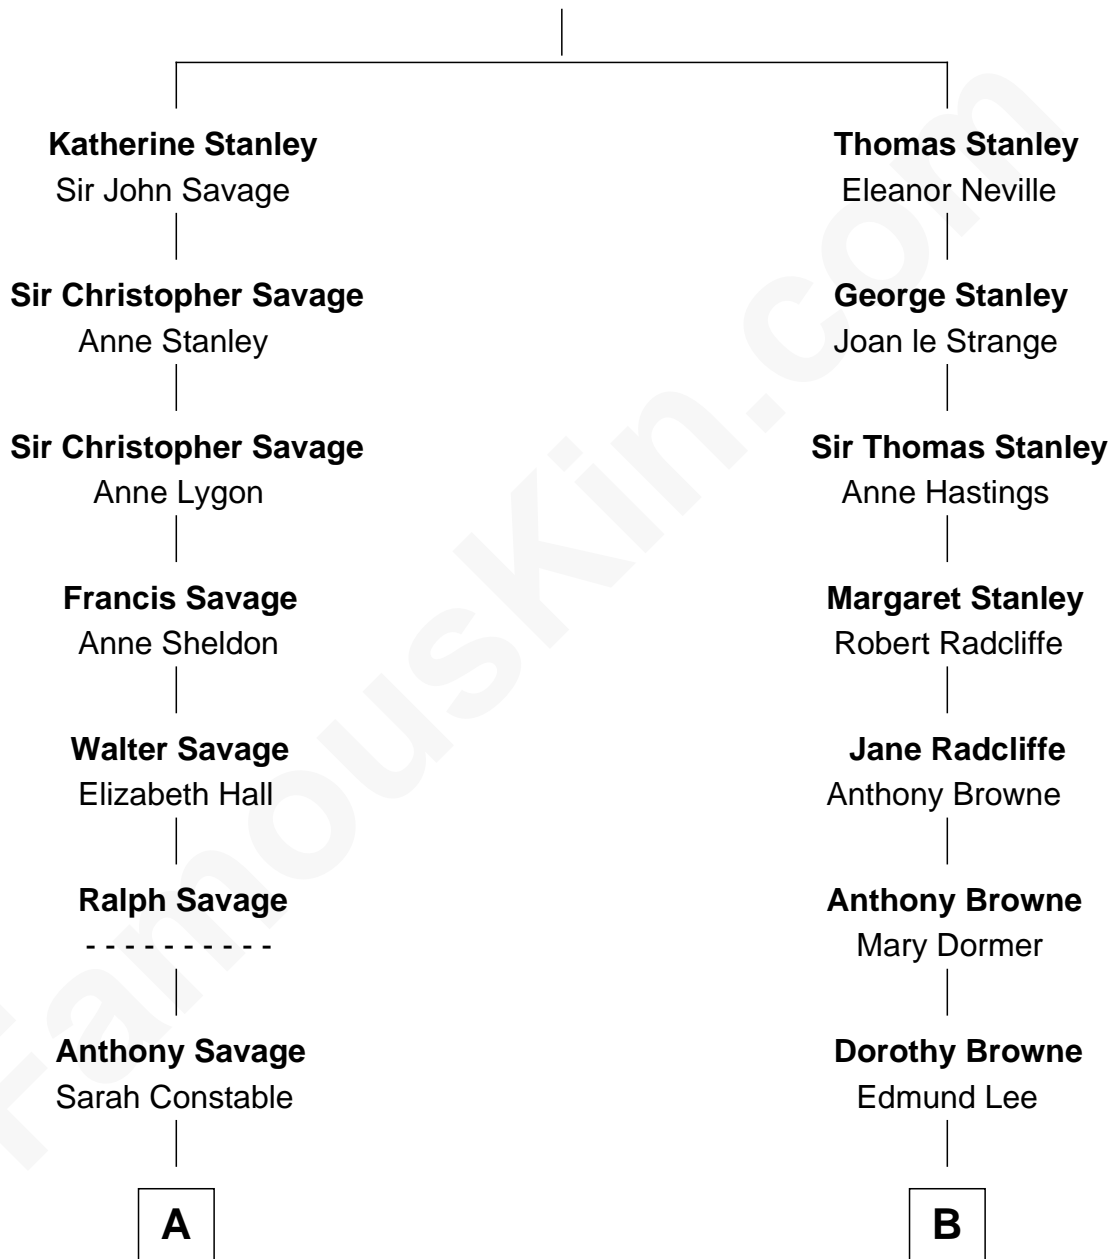 Katherine Stanley
Sir John Savage
Sir Christopher Savage
Anne Stanley
Sir Christopher Savage
Anne Lygon
Francis Savage
Anne Sheldon
Walter Savage
Elizabeth Hall
Ralph Savage
- - - - - - - - - -
Anthony Savage
Sarah Constable
A
Thomas Stanley
Eleanor Neville
George Stanley
Joan le Strange
Sir Thomas Stanley
Anne Hastings
Margaret Stanley
Robert Radcliffe
Jane Radcliffe
Anthony Browne
Anthony Browne
Mary Dormer
Dorothy Browne
Edmund Lee
B
FamousKin.com